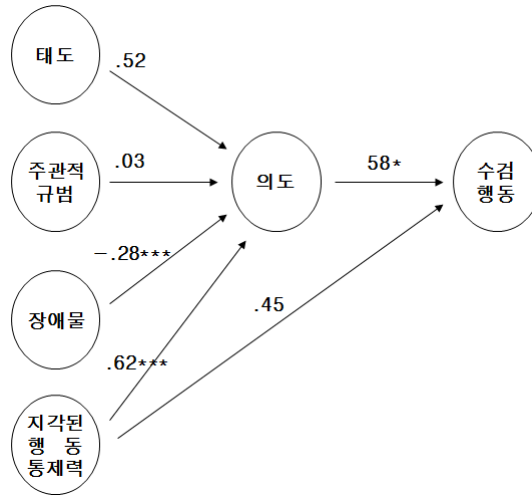 태도
.52
주관적
규범
.03
의도
58*
수검
행동
-.28***
장애물
.45
.62***
지각된
행 동
통제력